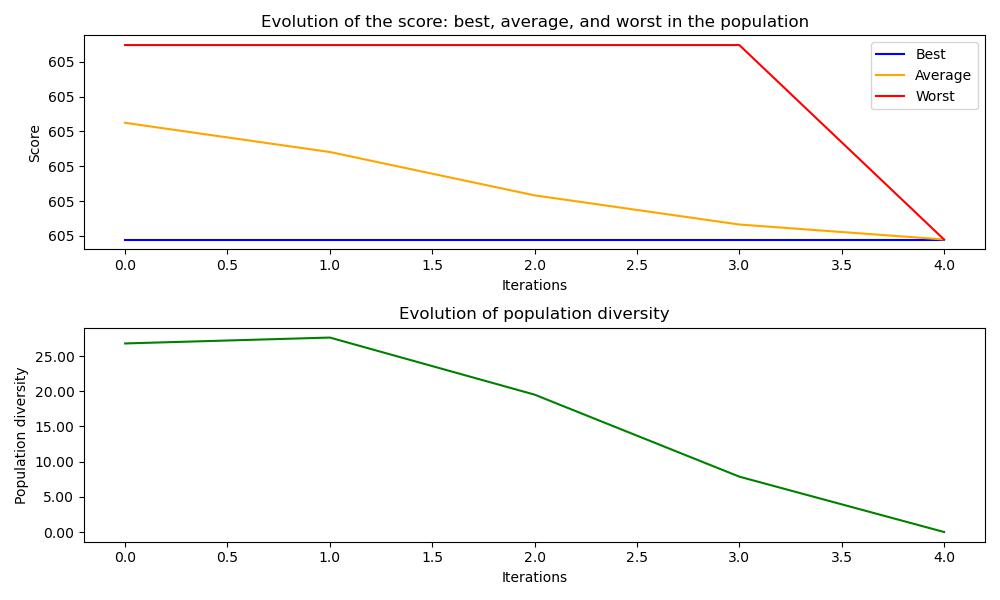 Evolution of the score: best, average, and worst in the population
Score
605
605
605
605
605
605
Best
Average
Worst
0.0 0.5 1.0 1.5 2.0 2.5 3.0 3.5 4.0
Iterations
Evolution of population diversity
Population diversity
25.00
20.00
15.00
10.00
5.00
0.00
0.0 0.5 1.0 1.5 2.0 2.5 3.0 3.5 4.0
Iterations